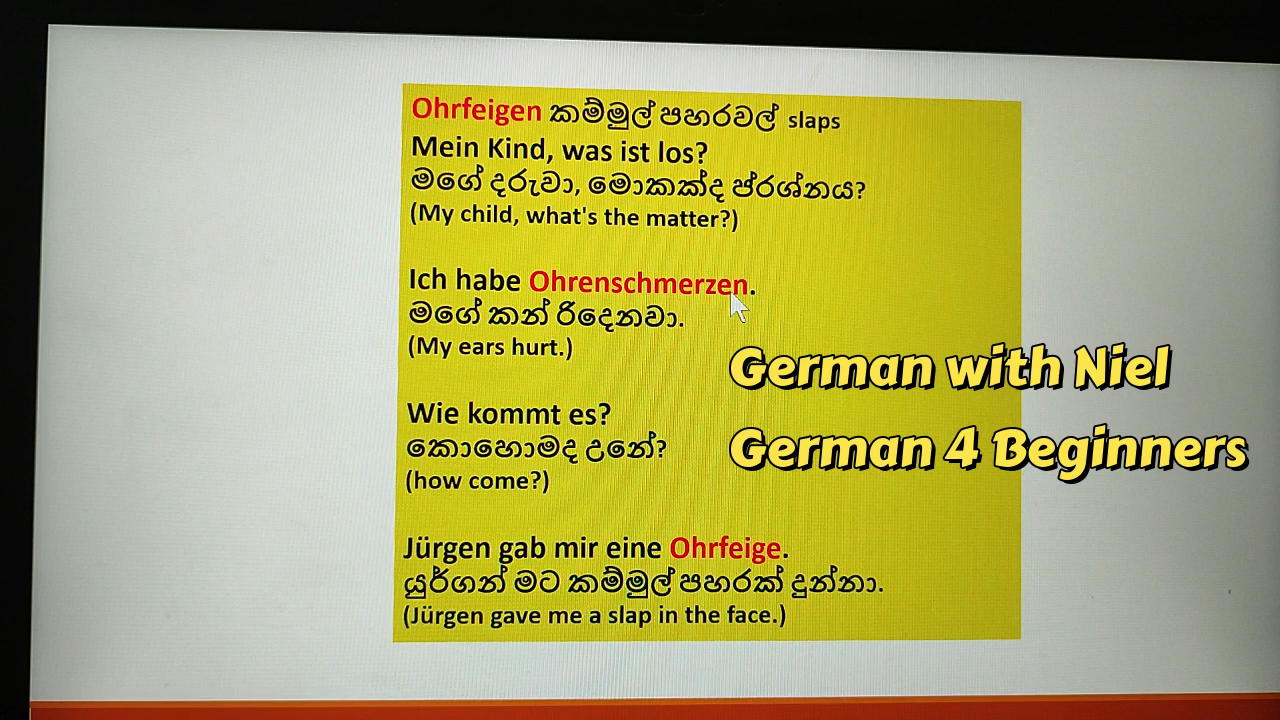 Ohrfeigen කම්මුල් පහරවල් slaps
Mein Kind, was ist los?
මගේ දරුවා, මොකක්ද ප්රශ්නය?
(My child, what's the matter?)
Ich habe Ohrenschmerzen.
මගේ කන් රිදෙනවා.
(My ears hurt.)
Wie kommt es?
කොහොමද උනේ?
(how come?)
Jürgen gab mir eine Ohrfeige.
යුර්ගන් මට කම්මුල් පහරක් දුන්නා.
(Jürgen gave me a slap in the face.)
German with Niel
German 4 Beginners